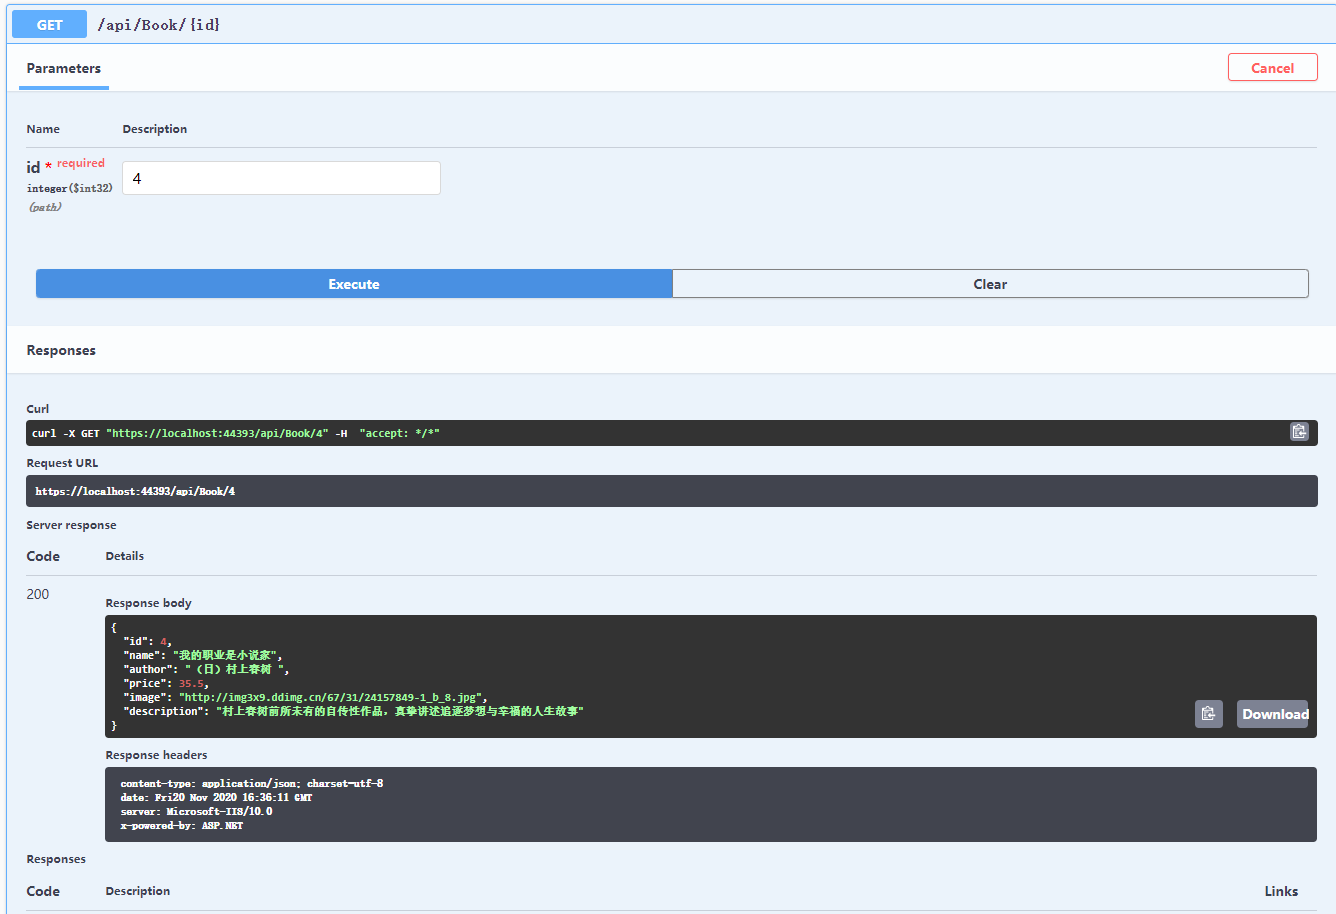 GET /api/Book/{id}
Parameters
Cancel
Name Description
id * required
integer($int32)
(path)
4
Execute Clear
Responses
Curl
curl -X GET "https://localhost:44393/api/Book/4" -H  "accept: */*"
Request URL
https://localhost:44393/api/Book/4
Server response
Code Details
200
Response body
{
  "id": 4,
  "name": "我的职业是小说家",
  "author": "（日）村上春树 ",
  "price": 35.5,
  "image": "http://img3x9.ddimg.cn/67/31/24157849-1_b_8.jpg",
  "description": "村上春树前所未有的自传性作品，真挚讲述追逐梦想与幸福的人生故事"
}
Download
Response headers
content-type: application/json; charset=utf-8
date: Fri20 Nov 2020 16:36:11 GMT
server: Microsoft-IIS/10.0
x-powered-by: ASP.NET
Responses
Code Description Links